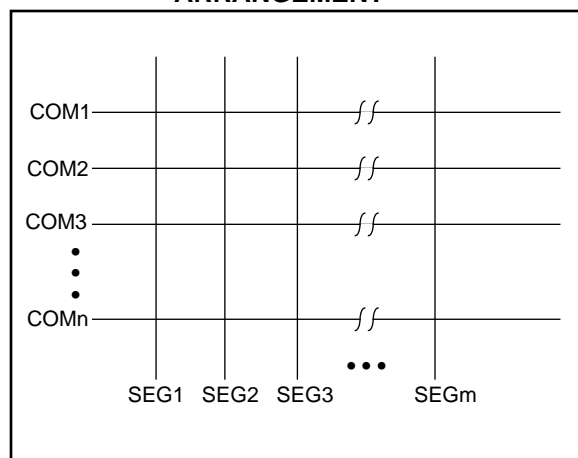 ARRANGEMENT
COM1
COM2
COM3
COMn
SEG1 SEG2 SEG3 SEGm